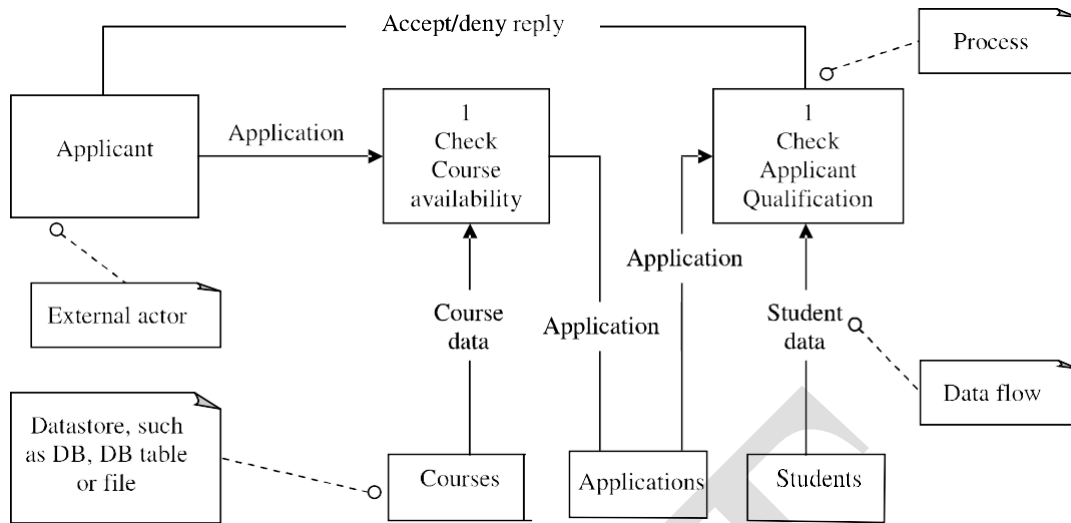 Accept/deny reply
Process
Applicant
Application
1
Check
Course
availability
1
Check
Applicant
Qualification
Application
External actor
Course
data
Application
Student
data
Data flow
Datastore, such
as DB, DB table
or file
Courses
Applications
Students